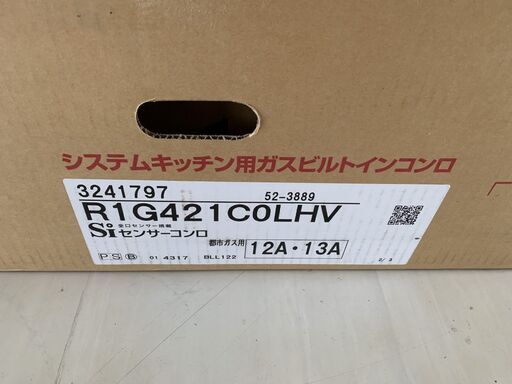 システムキッチン用ガスビルトインコンロ
3241797 52-3889
R1G421C0LHV
Si 全口センサー搭載 センサーコンロ
都市ガス用 12A・13A
PSB 01 4317 BLL122 2/3